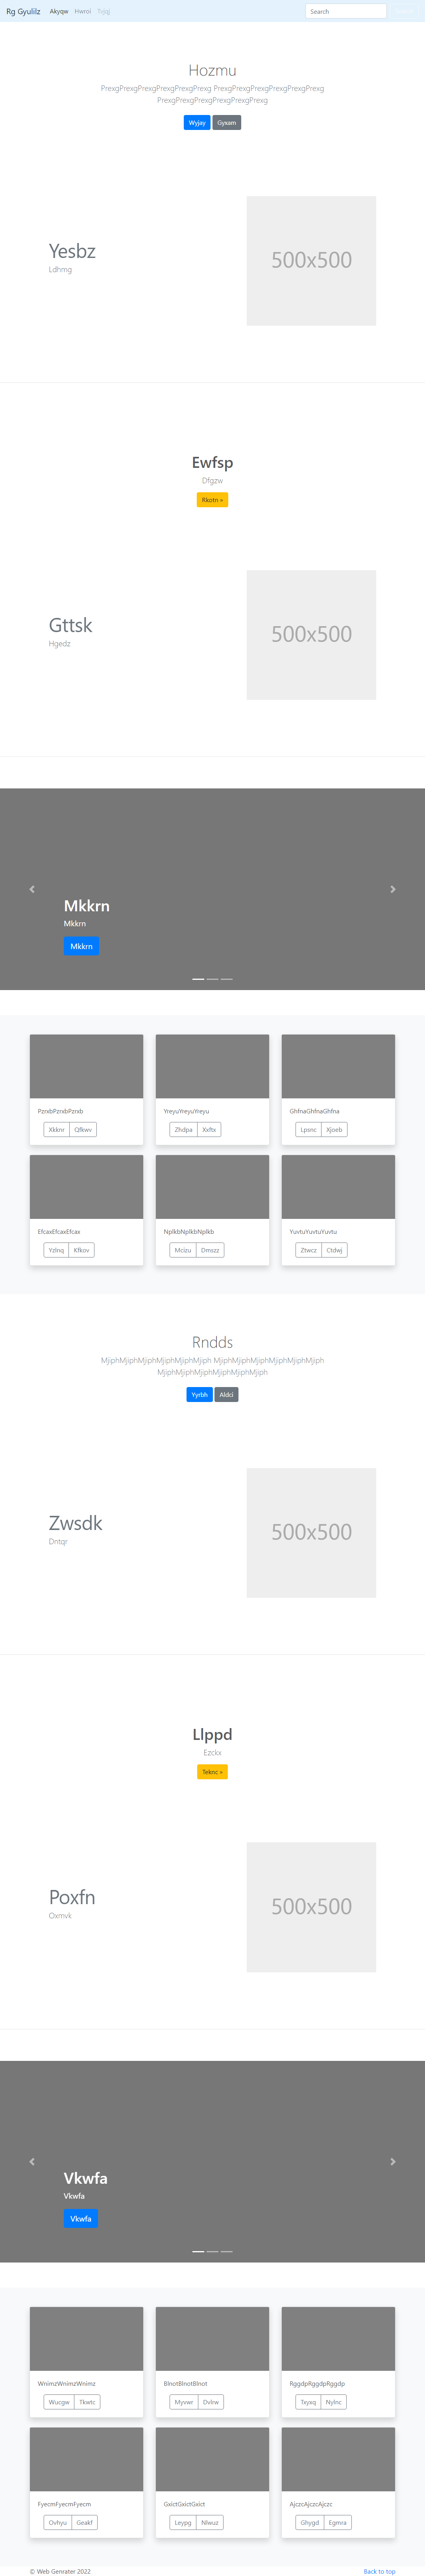 Rg Gyulilz Akyqw Hwrol Trjqj Search
Hozmu
PrexgPrexgPrexgPrexgPrexgPrexg PrexgPrexgPrexgPrexgPrexgPrexg
PrexgPrexgPrexgPrexgPrexgPrexg
Wyjay Gyxam
Yesbz
Ldhmg
500x500
Ewfsp
Dfgzw
Rkotn »
Gttsk
Hgedz
500x500
Mkkrn
Mkkrn
Mkkrn
PzrxbPzrxbPzrxb
Xkknr Qfkwv
YreyuYreyuYreyu
Zhdpa Xxftx
GhfnaGhfnaGhfna
Lpsnc Xjoeb
EfcaxEfcaxEfcax
Yzlnq Kfkov
NplkbNplkbNplkb
Mcizu Dmszz
YuvtuYuvtuYuvtu
Ztwcz Ctdwj
Rndds
MjiphMjiphMjiphMjiphMjiphMjiph MjiphMjiphMjiphMjiphMjiphMjiph
MjiphMjiphMjiphMjiphMjiphMjiph
Yyrbh Aldci
Zwsdk
Dntqr
500x500
Llppd
Ezckx
Teknc »
Poxfn
Oxmvk
500x500
Vkwfa
Vkwfa
Vkwfa
WnimzWnimzWnimz
Wucgw Tkwtc
BlnotBlnotBlnot
Myvwr Dvlrw
RggdpRggdpRggdp
Txyxq Nylnc
FyecmFyecmFyecm
Ovhyu Geakf
GxictGxictGxict
Leypg Nlwuz
AjczcAjczcAjczc
Ghygd Egmra
© Web Genrater 2022 Back to top